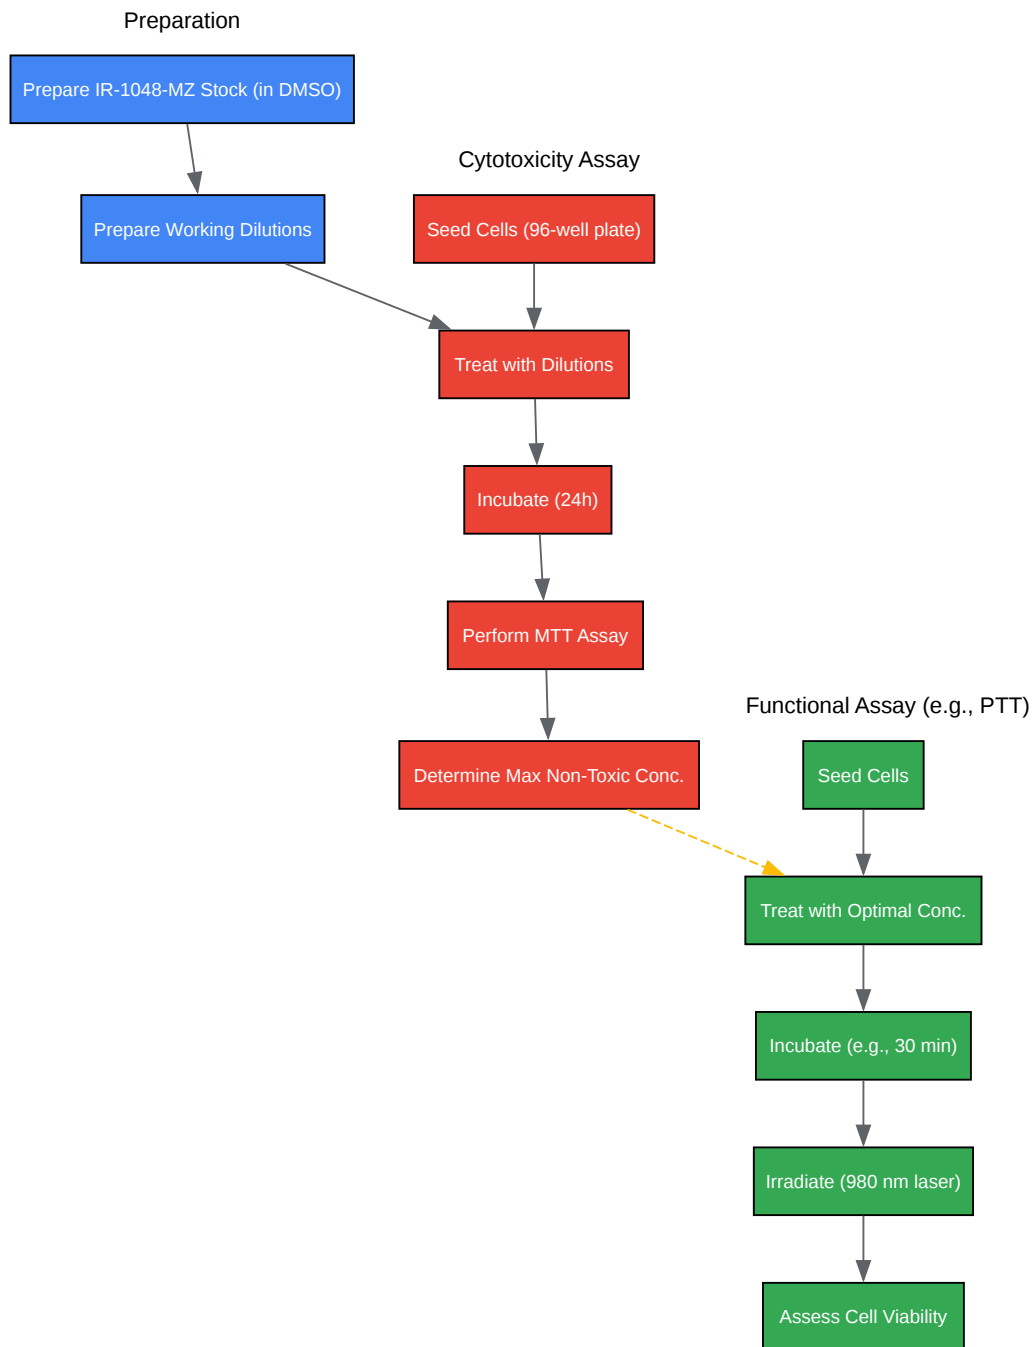 Preparation
Prepare IR-1048-MZ Stock (in DMSO)
Prepare Working Dilutions
Cytotoxicity Assay
Seed Cells (96-well plate)
Treat with Dilutions
Incubate (24h)
Perform MTT Assay
Determine Max Non-Toxic Conc.
Functional Assay (e.g., PTT)
Seed Cells
Treat with Optimal Conc.
Incubate (e.g., 30 min)
Irradiate (980 nm laser)
Assess Cell Viability